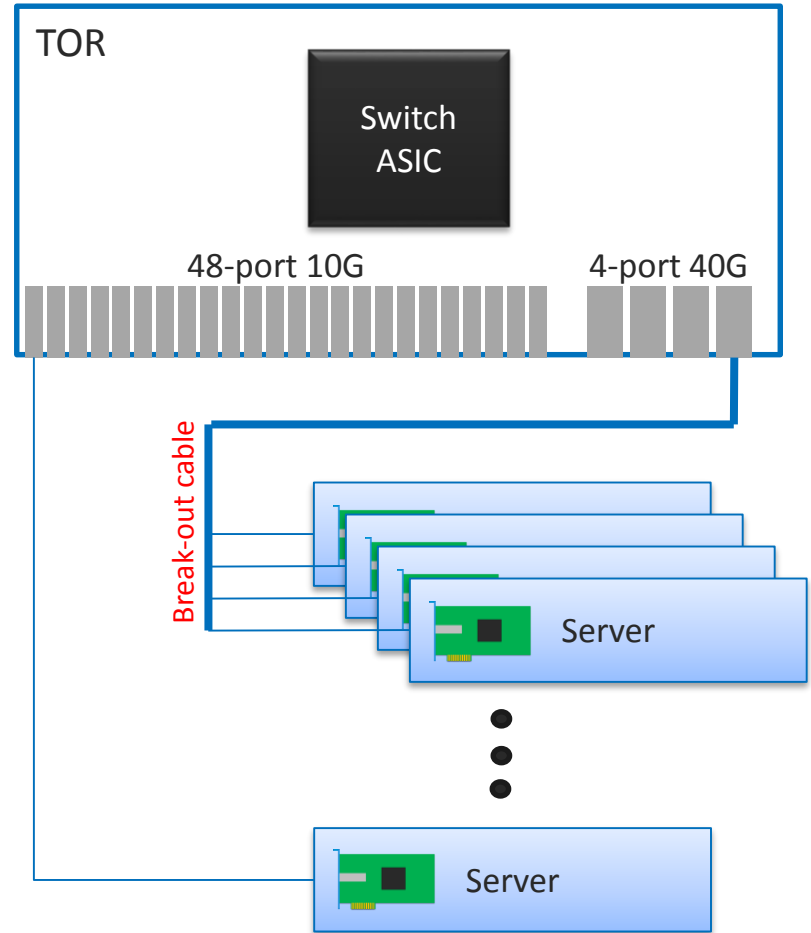 TOR
Switch
ASIC
48-port 10G
4-port 40G
Break-out cable
Server
Server